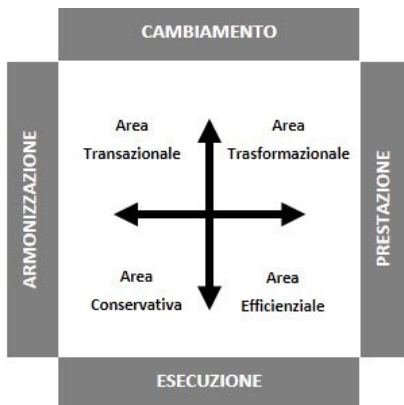 CAMBIAMENTO
ARMONIZZAZIONE
Area
Transazionale
Area
Trasformazionale
PRESTAZIONE
Area
Conservativa
Area
Efficienziale
ESECUZIONE